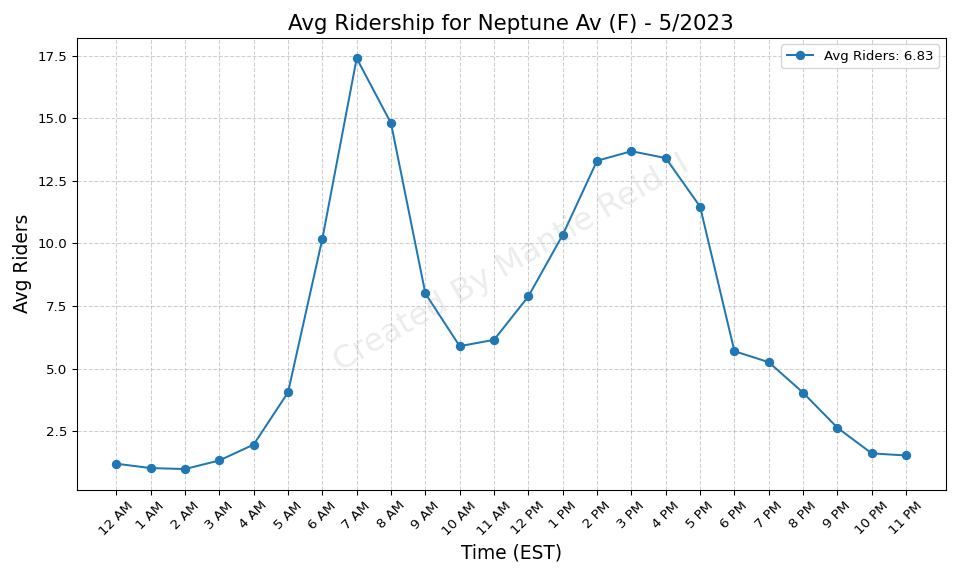 Avg Ridership for Neptune Av (F) - 5/2023
Avg Riders: 6.83
17.5
15.0
12.5
10.0
7.5
5.0
2.5
Avg Riders
Created By Mantie Reid II
12 AM
1 AM
2 AM
3 AM
4 AM
5 AM
6 AM
7 AM
8 AM
9 AM
10 AM
11 AM
12 PM
1 PM
2 PM
3 PM
4 PM
5 PM
6 PM
7 PM
8 PM
9 PM
10 PM
11 PM
Time (EST)